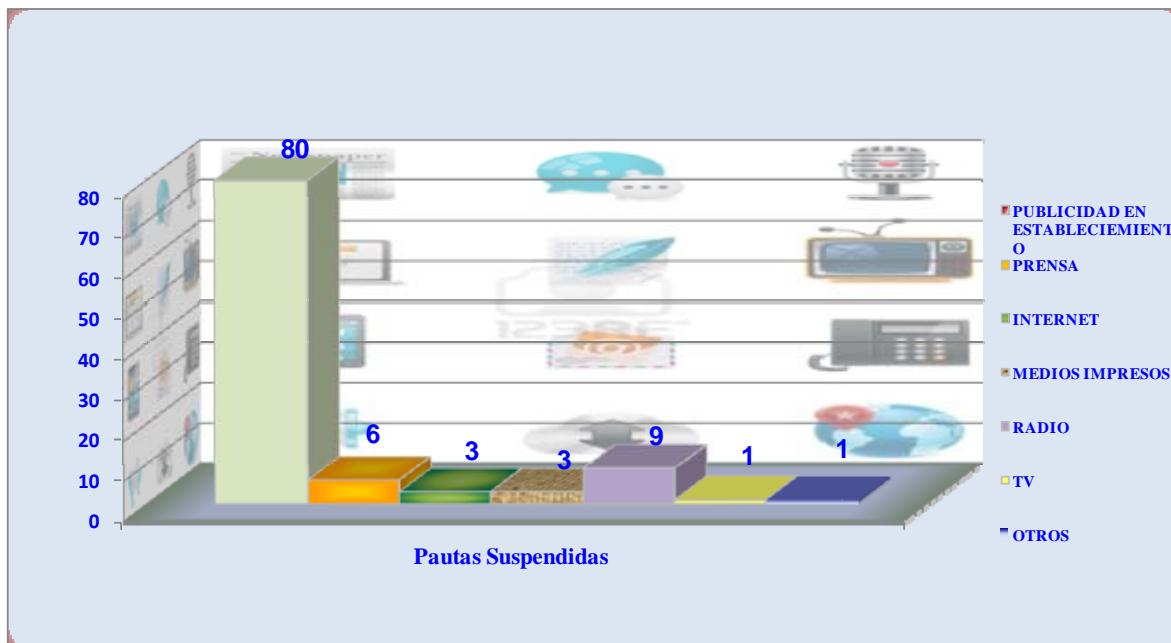 80
6
3
3
9
1
1
80
70
60
50
40
30
20
10
0
Pautas Suspendidas
PUBLICIDAD EN
ESTABLECIEMIENT
O
PRENSA
INTERNET
MEDIOS IMPRESOS
RADIO
TV
OTROS